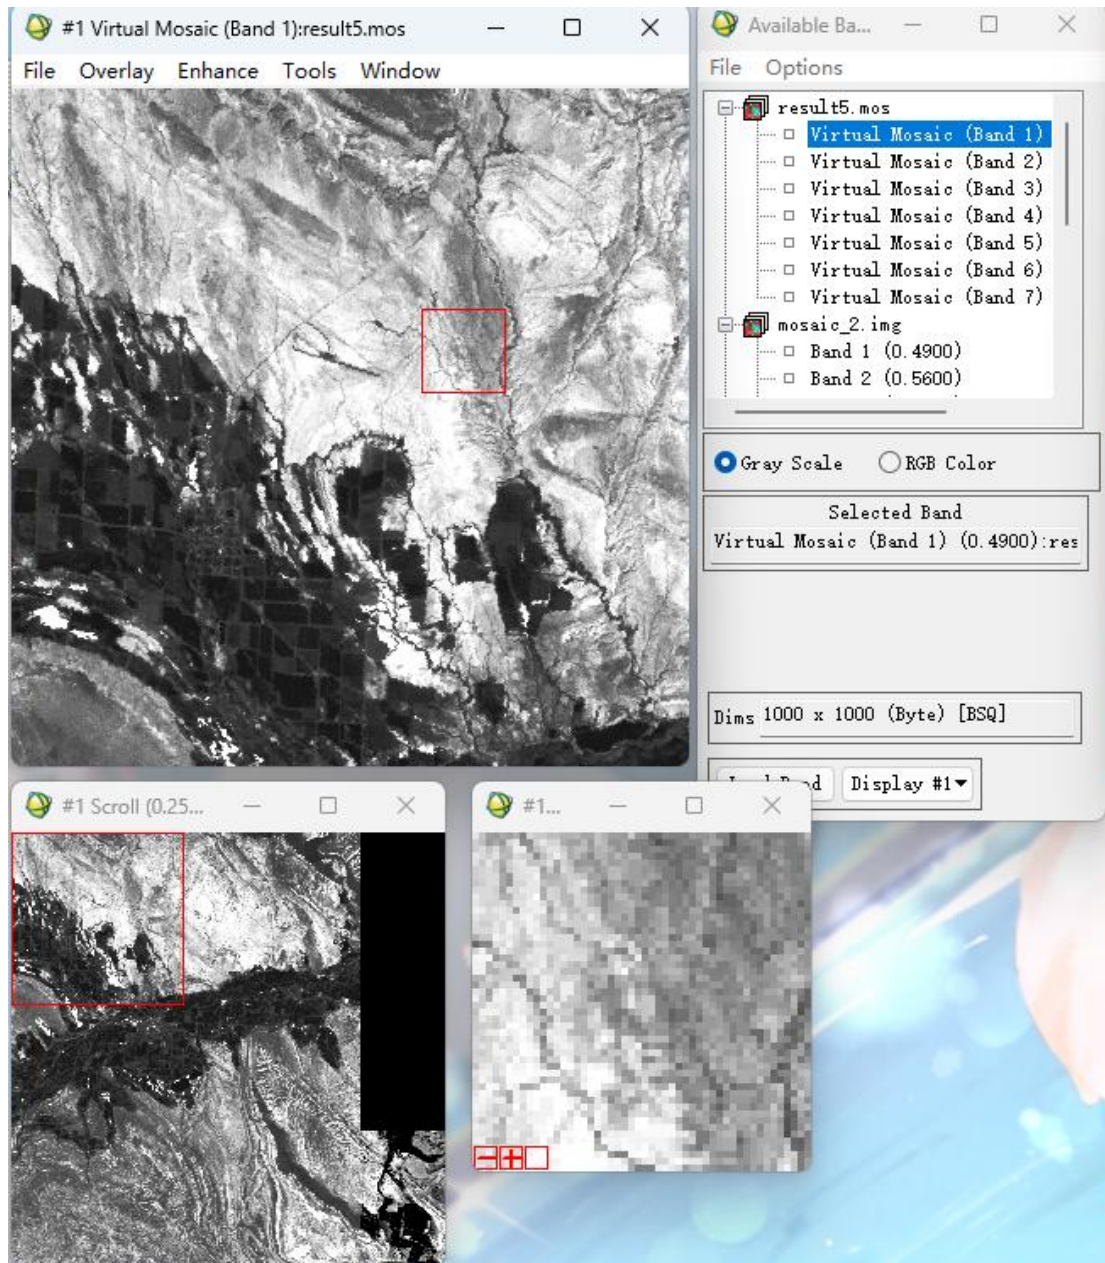 #1 Virtual Mosaic (Band 1):result5.mos
File Overlay Enhance Tools Window
Available Ba...
File Options
result5.mos
Virtual Mosaic (Band 1)
Virtual Mosaic (Band 2)
Virtual Mosaic (Band 3)
Virtual Mosaic (Band 4)
Virtual Mosaic (Band 5)
Virtual Mosaic (Band 6)
Virtual Mosaic (Band 7)
mosaic_2.img
Band 1 (0.4900)
Band 2 (0.5600)
Gray Scale RGB Color
Selected Band
Virtual Mosaic (Band 1) (0.4900):res
Dims 1000 x 1000 (Byte) [BSQ]
Display #1
#1 Scroll (0.25...
#1...